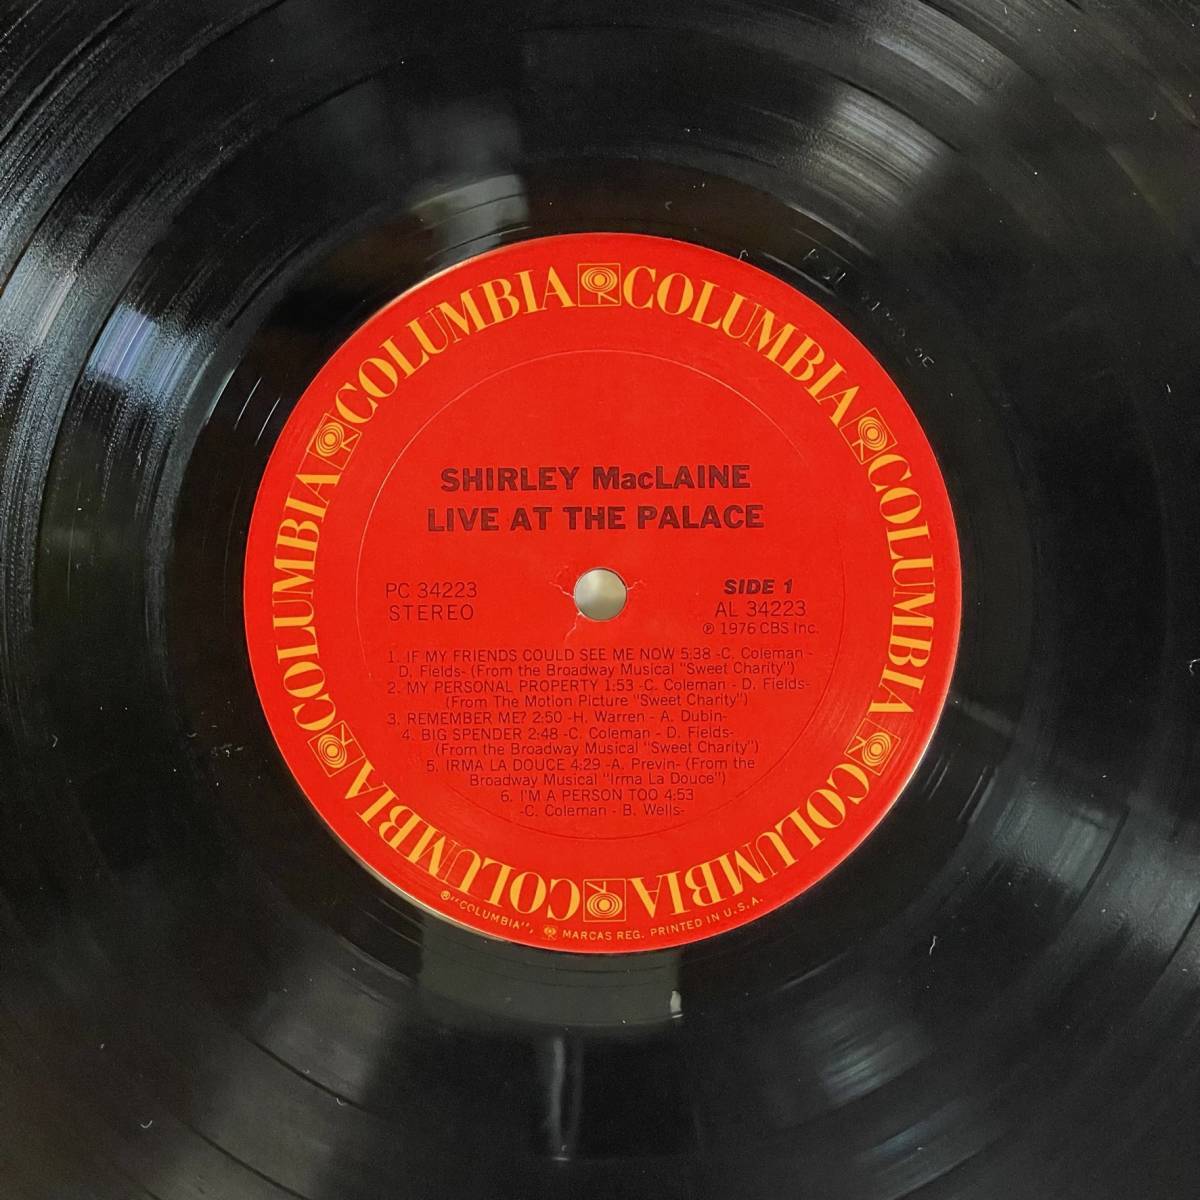 COLUMBIA COLUMBIA COLUMBIA COLUMBIA COLUMBIA COLUMBIA
SHIRLEY MacLAINE
LIVE AT THE PALACE
PC 34223
STEREO
SIDE 1
AL 34223
℗ 1976 CBS Inc.
1. IF MY FRIENDS COULD SEE ME NOW 5:38 -C. Coleman -
D. Fields- (From the Broadway Musical "Sweet Charity")
2. MY PERSONAL PROPERTY 1:53 -C. Coleman - D. Fields-
(From The Motion Picture "Sweet Charity")
3. REMEMBER ME? 2:50 -H. Warren - A. Dubin-
4. BIG SPENDER 2:48 -C. Coleman - D. Fields-
(From the Broadway Musical "Sweet Charity")
5. IRMA LA DOUCE 4:29 -A. Previn- (From the
Broadway Musical "Irma La Douce")
6. I'M A PERSON TOO 4:53
-C. Coleman - B. Wells-
®"COLUMBIA", MARCAS REG. PRINTED IN U.S.A.